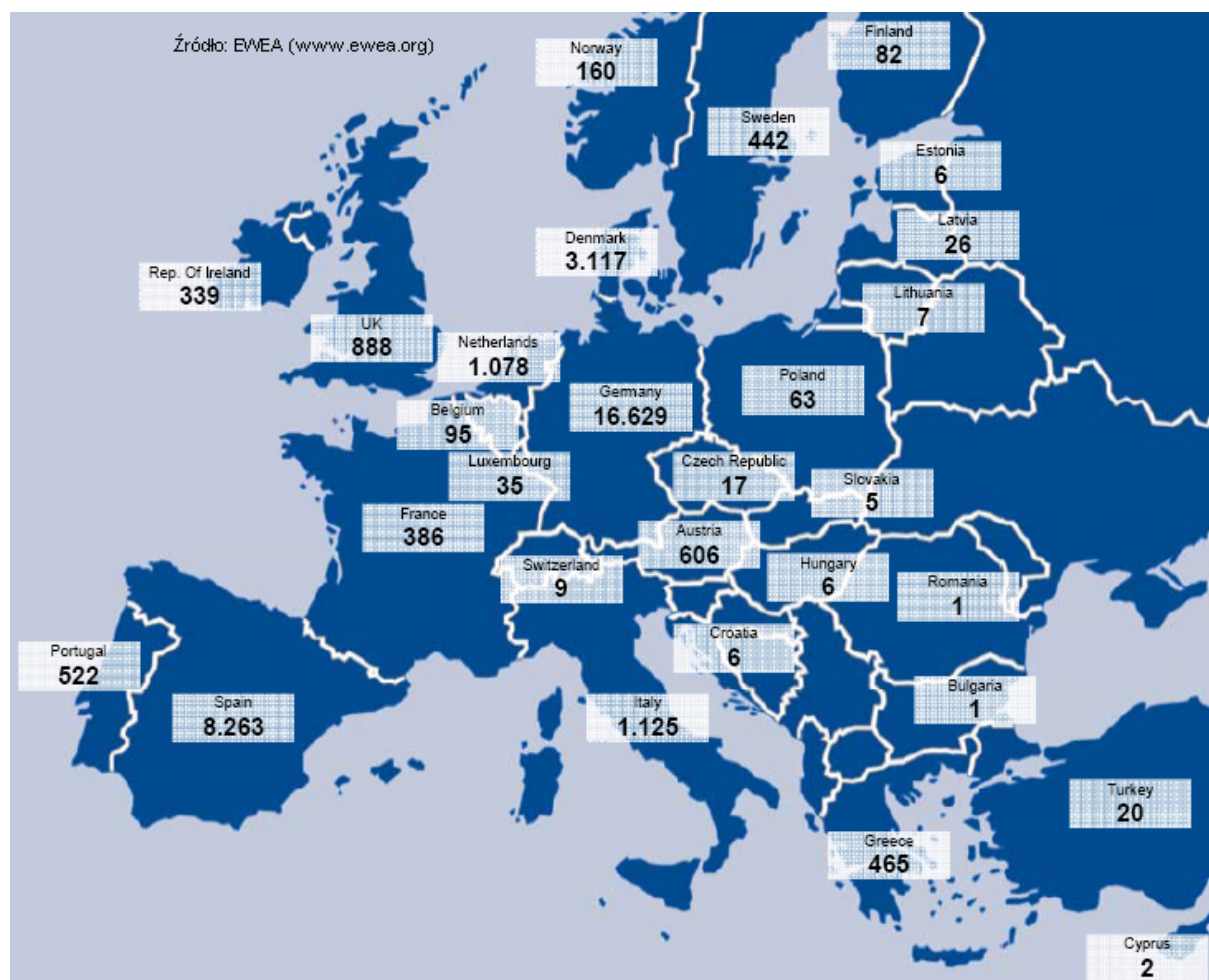 Źródło: EWEA (www.ewea.org)
Norway
160
Finland
82
Sweden
442
Estonia
6
Latvia
26
Denmark
3.117
Rep. Of Ireland
339
Lithuania
7
UK
888
Netherlands
1.078
Germany
16.629
Poland
63
Belgium
95
Luxembourg
35
Czech Republic
17
Slovakia
5
France
386
Austria
606
Switzerland
9
Hungary
6
Romania
1
Croatia
6
Portugal
522
Spain
8.263
Italy
1.125
Bulgaria
1
Turkey
20
Greece
465
Cyprus
2